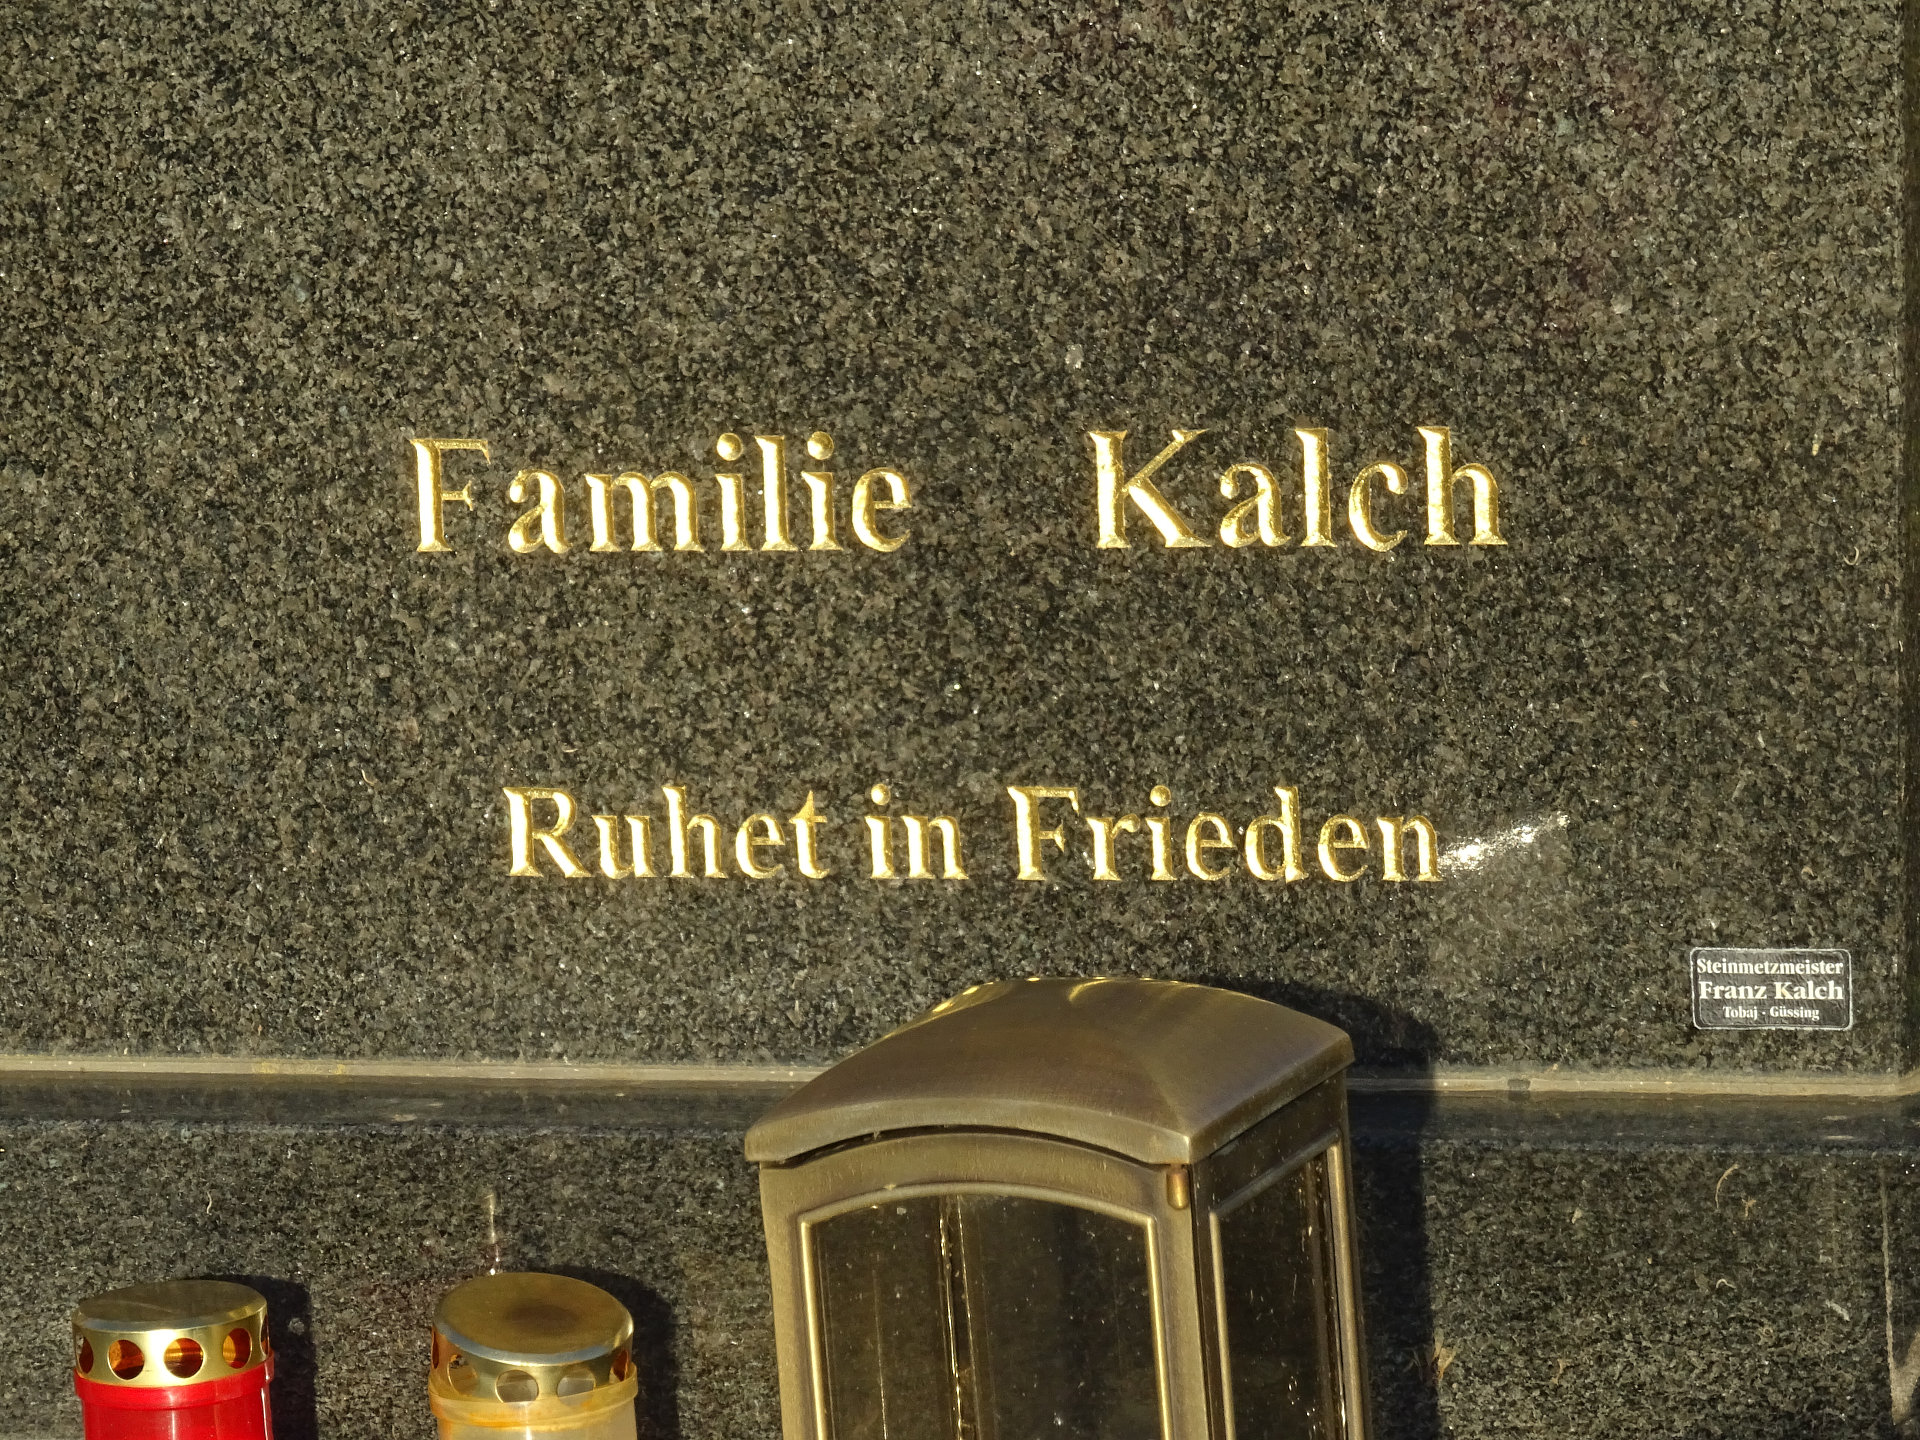 Familie Kalch
Ruhet in Frieden
Steinmetzmeister
Franz Kalch
Tobaj - Güssing